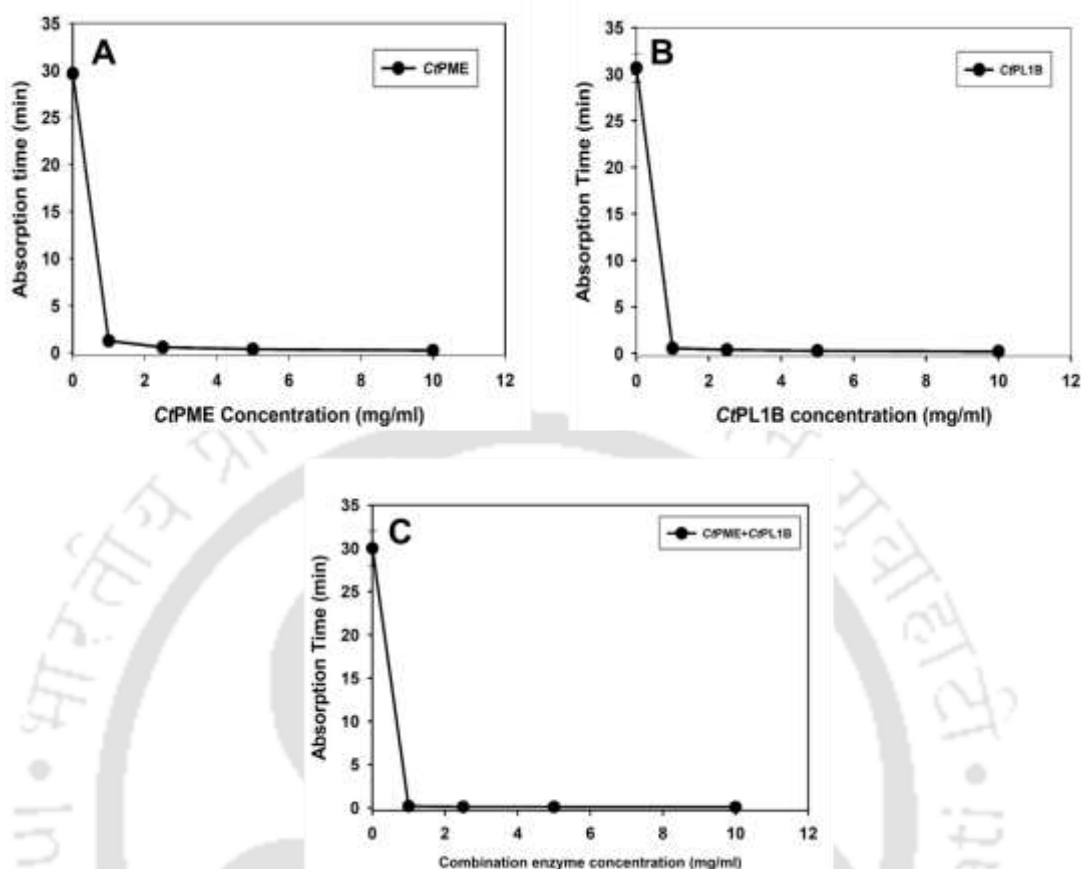 A
CtPME
35
30
25
20
15
10
5
0
Absorption time (min)
0 2 4 6 8 10 12
CtPME Concentration (mg/ml)
B
CtPL1B
35
30
25
20
15
10
5
0
Absorption Time (min)
0 2 4 6 8 10 12
CtPL1B concentration (mg/ml)
C
CtPME+CtPL1B
35
30
25
20
15
10
5
0
Absorption Time (min)
0 2 4 6 8 10 12
Combination enzyme concentration (mg/ml)
भारतीय
गुवाहाटी